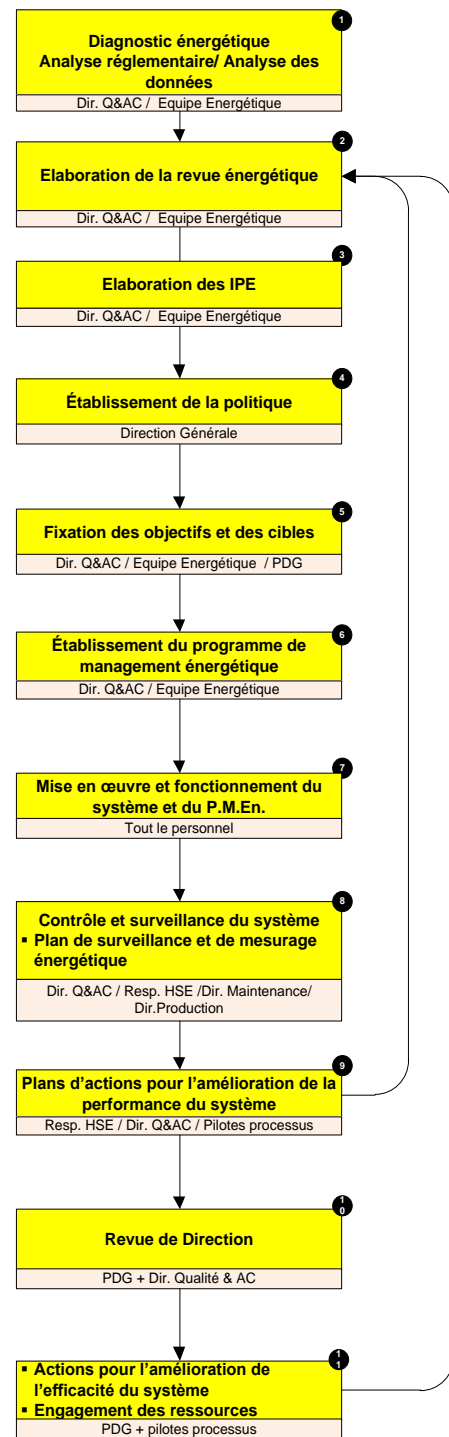 1
Diagnostic énergétique
Analyse réglementaire/ Analyse des
données
Dir. Q&AC / Equipe Energétique
2
Elaboration de la revue énergétique
Dir. Q&AC / Equipe Energétique
3
Elaboration des IPE
Dir. Q&AC / Equipe Energétique
4
Établissement de la politique
Direction Générale
5
Fixation des objectifs et des cibles
Dir. Q&AC / Equipe Energétique / PDG
6
Établissement du programme de
management énergétique
Dir. Q&AC / Equipe Energétique
7
Mise en œuvre et fonctionnement du
système et du P.M.En.
Tout le personnel
8
Contrôle et surveillance du système
▪ Plan de surveillance et de mesurage
énergétique
Dir. Q&AC / Resp. HSE /Dir. Maintenance/
Dir.Production
9
Plans d’actions pour l’amélioration de la
performance du système
Resp. HSE / Dir. Q&AC / Pilotes processus
1
0
Revue de Direction
PDG + Dir. Qualité & AC
1
1
▪ Actions pour l’amélioration de
l’efficacité du système
▪ Engagement des ressources
PDG + pilotes processus